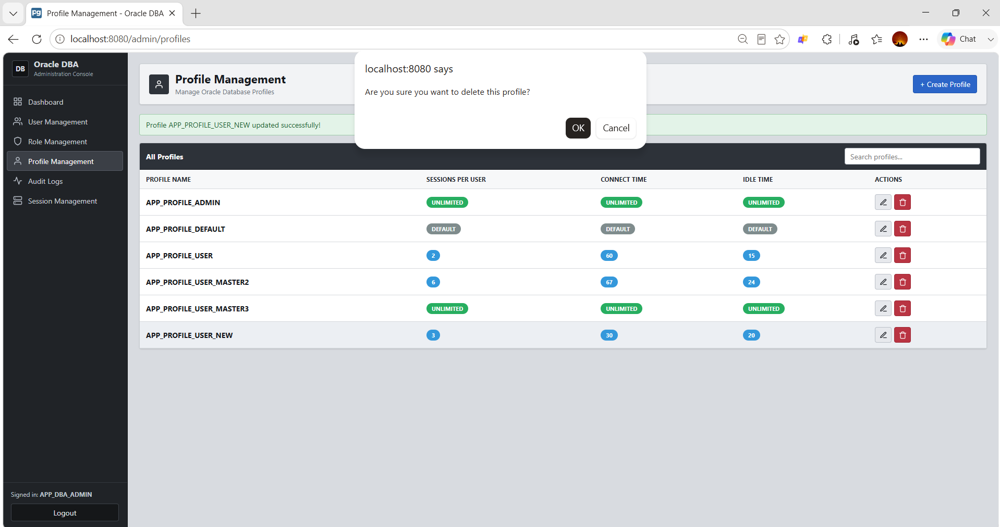 Profile Management - Oracle DBA
localhost:8080/admin/profiles
Chat
DB
Oracle DBA
Administration Console
Dashboard
User Management
Role Management
Profile Management
Audit Logs
Session Management
Signed in: APP_DBA_ADMIN
Logout
localhost:8080 says
Are you sure you want to delete this profile?
OK Cancel
Profile Management
Manage Oracle Database Profiles
+ Create Profile
Profile APP_PROFILE_USER_NEW updated successfully!
All Profiles
Search profiles...
PROFILE NAME SESSIONS PER USER CONNECT TIME IDLE TIME ACTIONS
APP_PROFILE_ADMIN UNLIMITED UNLIMITED UNLIMITED
APP_PROFILE_DEFAULT DEFAULT DEFAULT DEFAULT
APP_PROFILE_USER 2 60 15
APP_PROFILE_USER_MASTER2 6 67 24
APP_PROFILE_USER_MASTER3 UNLIMITED UNLIMITED UNLIMITED
APP_PROFILE_USER_NEW 3 30 20